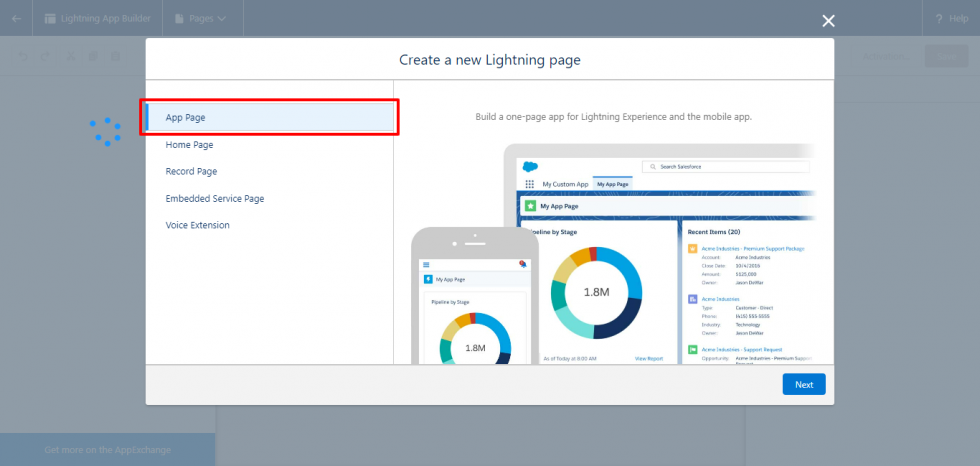 Lightning App Builder
Pages
? Help
Create a new Lightning page
App Page
Home Page
Record Page
Embedded Service Page
Voice Extension
Build a one-page app for Lightning Experience and the mobile app.
Search Salesforce
My Custom App
My App Page
My App Page
Pipeline by Stage
1.8M
As of Today at 8:05 AM
View Report
Recent Items (20)
Acme Industries - Premium Support Package
Account: Acme Industries
Close Date: 10/4/2016
Amount: $125,000
Owner: Jason DeWar
Acme Industries
Type: Customer - Direct
Phone: (415) 555-5555
Industry: Technology
Owner: Jason DeWar
Acme Industries - Support Request
Opportunity: Acme Industries - Premium Support
My App Page
Pipeline by Stage
1.8M
Next
Get more on the AppExchange